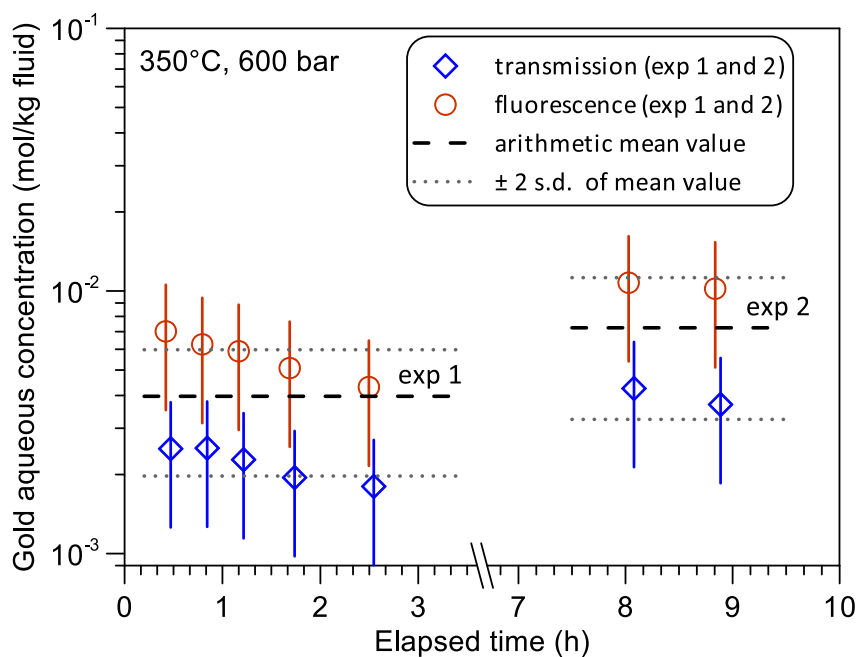 Gold aqueous concentration (mol/kg fluid)
10⁻¹
10⁻²
10⁻³
350°C, 600 bar
transmission (exp 1 and 2)
fluorescence (exp 1 and 2)
arithmetic mean value
± 2 s.d. of mean value
exp 1
exp 2
0 1 2 3 7 8 9 10
Elapsed time (h)